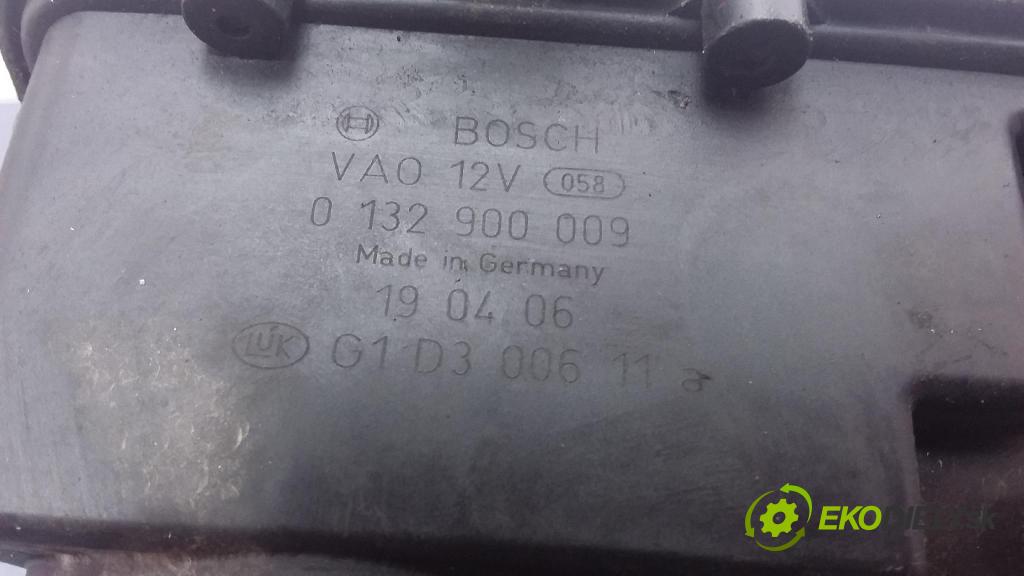 BOSCH
VAO 12V 058
0 132 900 009
Made in Germany
19 04 06
LUK G1 D3 006 11
EKO